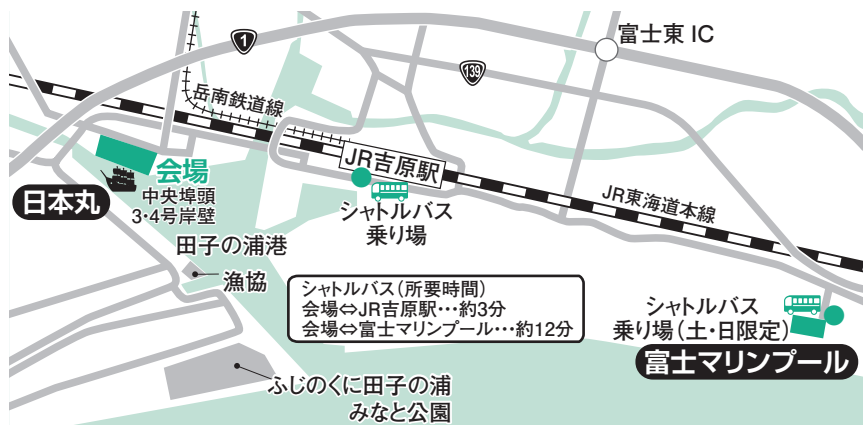 1
富士東 IC
139
岳南鉄道線
JR吉原駅
会場
中央埠頭
3・4号岸壁
日本丸
シャトルバス
乗り場
JR東海道本線
田子の浦港
漁協
シャトルバス(所要時間)
会場⇔JR吉原駅・・・約3分
会場⇔富士マリンプール・・・約12分
シャトルバス
乗り場(土・日限定)
富士マリンプール
ふじのくに田子の浦
みなと公園